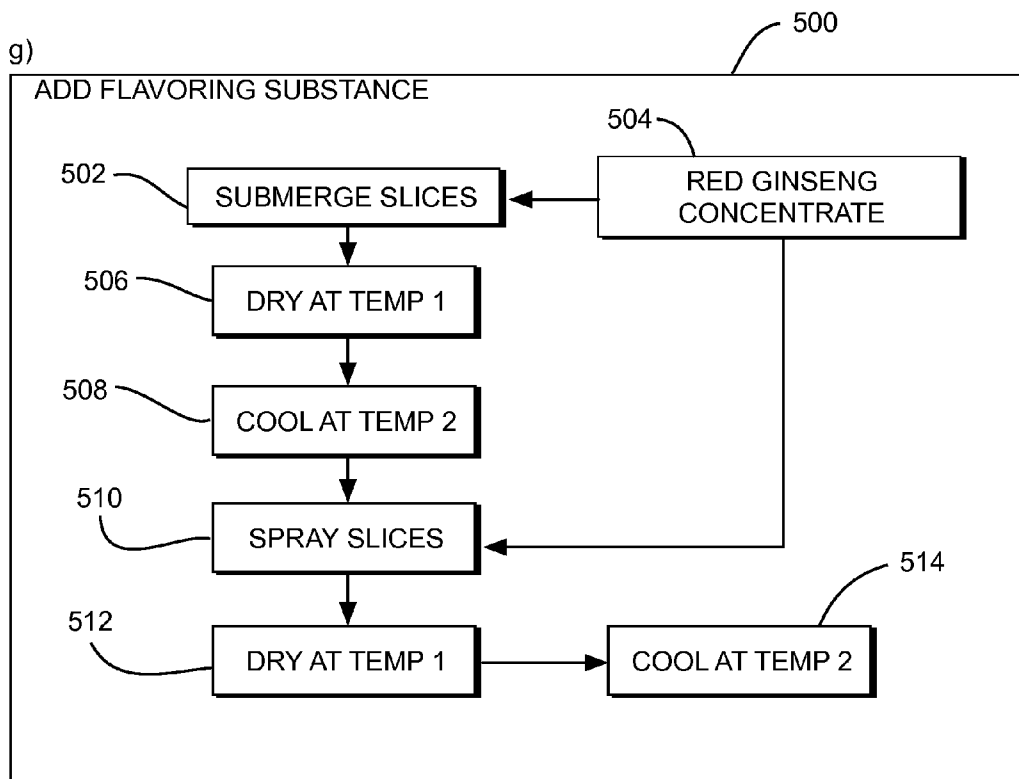 500
g)
ADD FLAVORING SUBSTANCE
504
502
SUBMERGE SLICES
RED GINSENG
CONCENTRATE
506
DRY AT TEMP 1
508
COOL AT TEMP 2
510
SPRAY SLICES
514
512
DRY AT TEMP 1
COOL AT TEMP 2